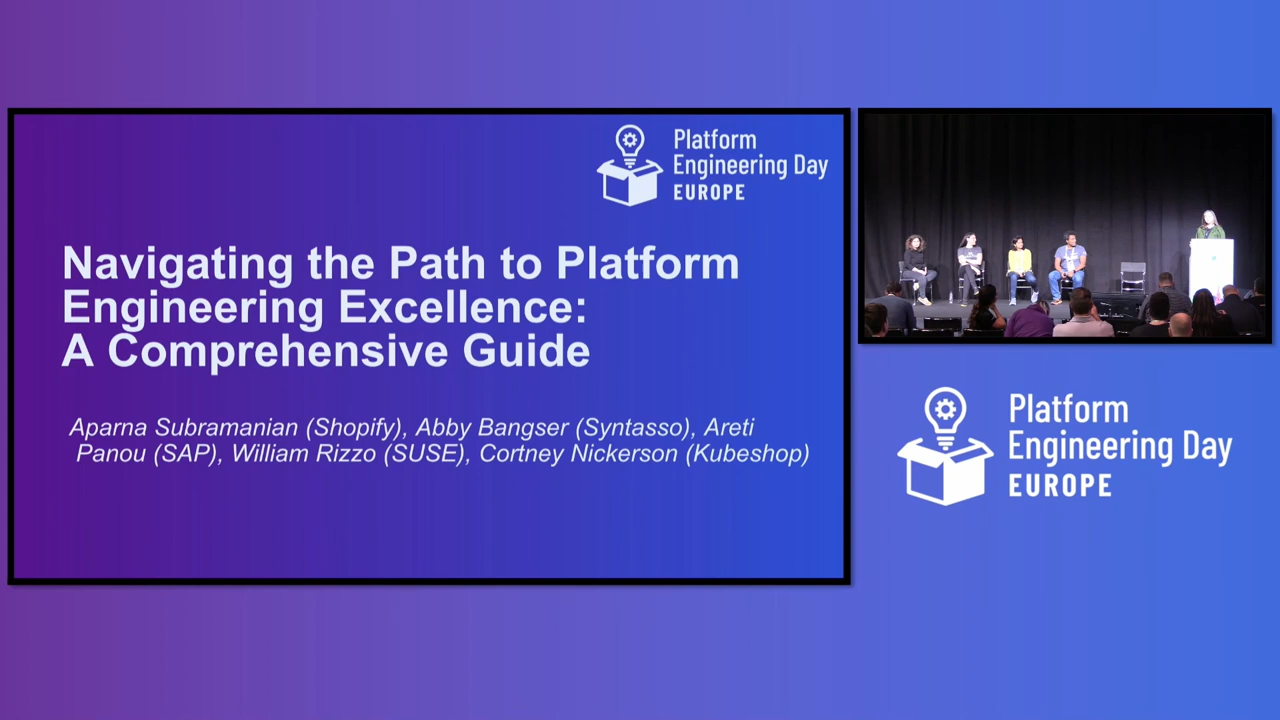 Platform
Engineering Day
EUROPE
Navigating the Path to Platform
Engineering Excellence:
A Comprehensive Guide
Aparna Subramanian (Shopify), Abby Bangser (Syntasso), Areti
Panou (SAP), William Rizzo (SUSE), Cortney Nickerson (Kubeshop)
Platform
Engineering Day
EUROPE